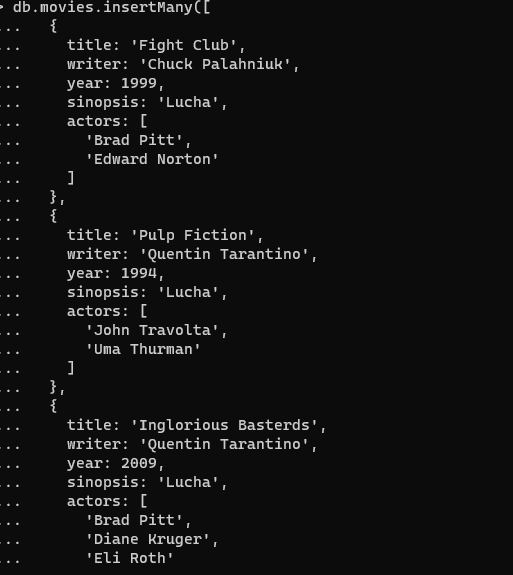 > db.movies.insertMany([
...   {
...     title: 'Fight Club',
...     writer: 'Chuck Palahniuk',
...     year: 1999,
...     sinopsis: 'Lucha',
...     actors: [
...       'Brad Pitt',
...       'Edward Norton'
...     ]
...   },
...   {
...     title: 'Pulp Fiction',
...     writer: 'Quentin Tarantino',
...     year: 1994,
...     sinopsis: 'Lucha',
...     actors: [
...       'John Travolta',
...       'Uma Thurman'
...     ]
...   },
...   {
...     title: 'Inglorious Basterds',
...     writer: 'Quentin Tarantino',
...     year: 2009,
...     sinopsis: 'Lucha',
...     actors: [
...       'Brad Pitt',
...       'Diane Kruger',
...       'Eli Roth'